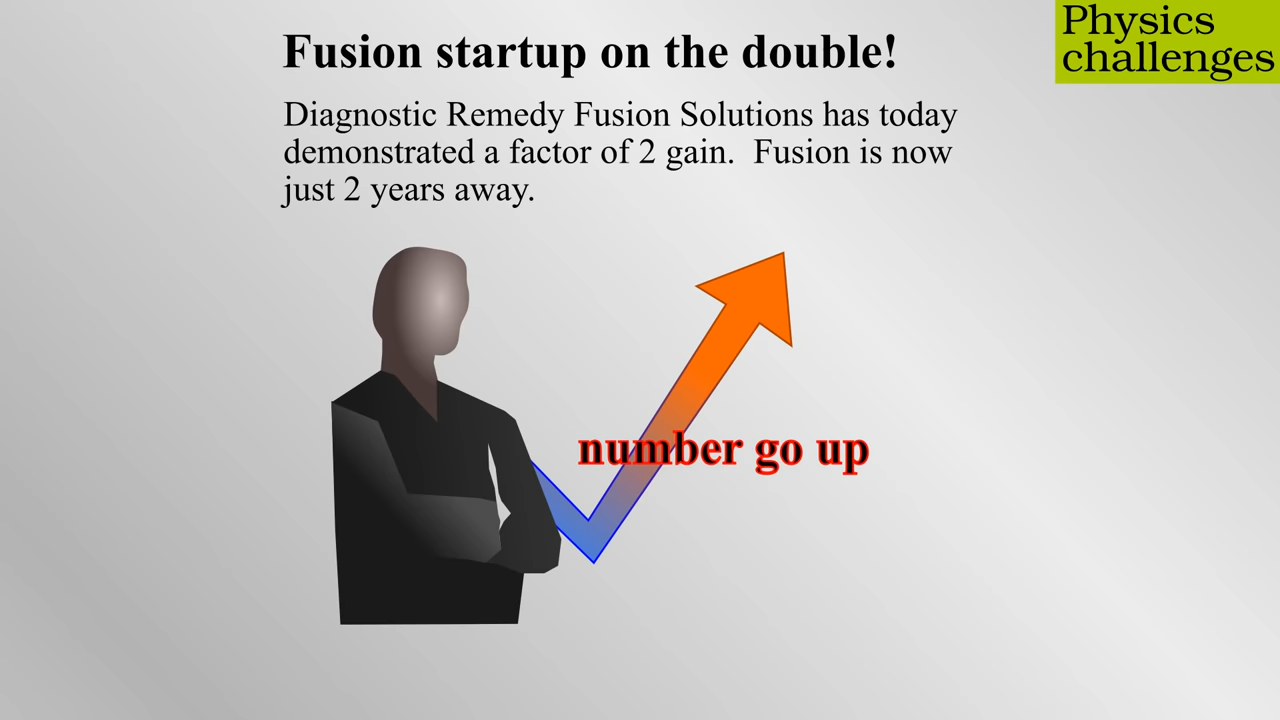 Physics
challenges
Fusion startup on the double!
Diagnostic Remedy Fusion Solutions has today
demonstrated a factor of 2 gain.  Fusion is now
just 2 years away.
number go up